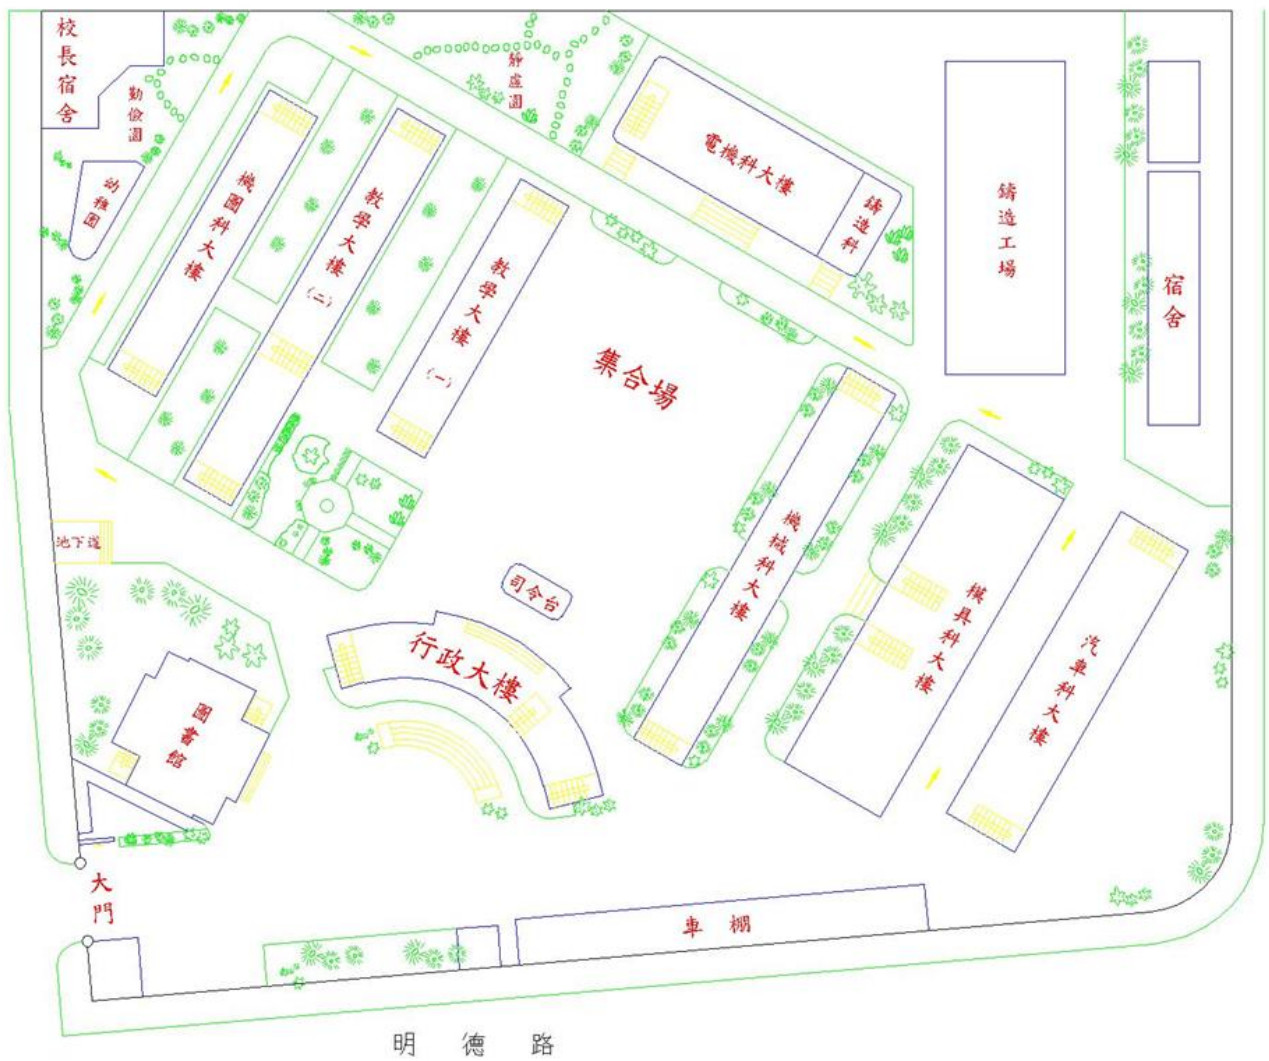 校長宿舍
勤儉園
靜慮園
幼稚園
機圖科大樓
教學大樓(二)
教學大樓(一)
電機科大樓
鑄造科
鑄造工場
宿舍
集合場
機械科大樓
模具科大樓
汽車科大樓
池下道
司令台
行政大樓
圖書館
大門
車棚
明德路